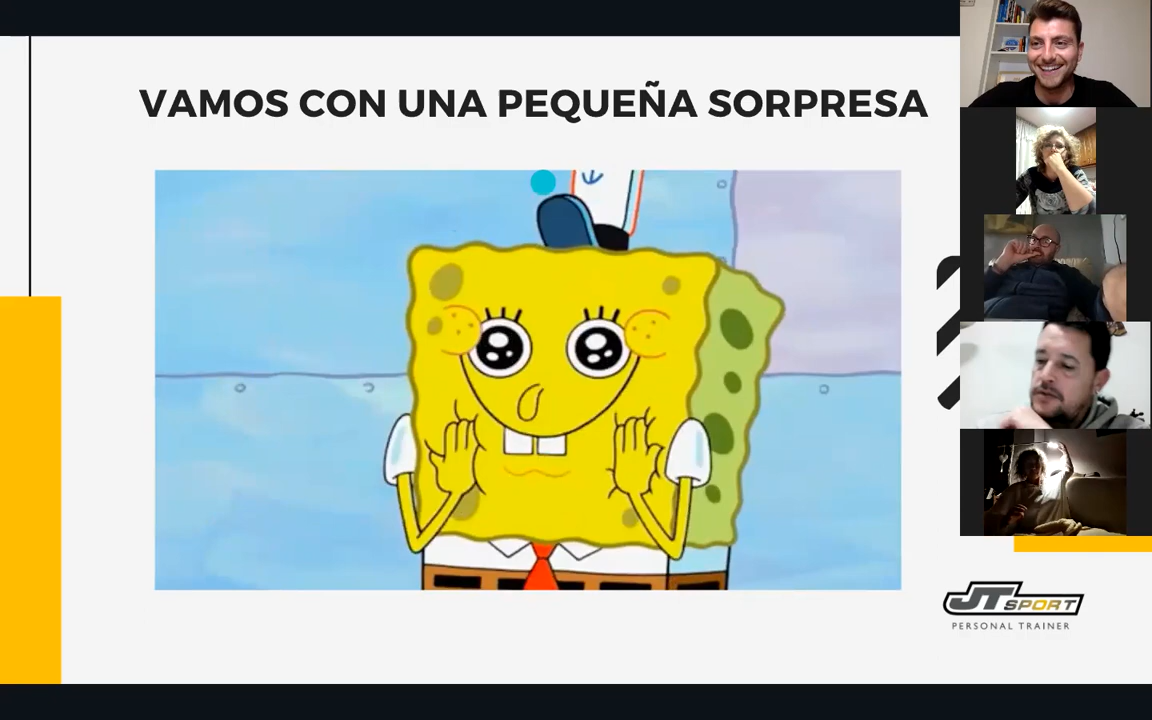 VAMOS CON UNA PEQUEÑA SORPRESA
JT SPORT
PERSONAL TRAINER